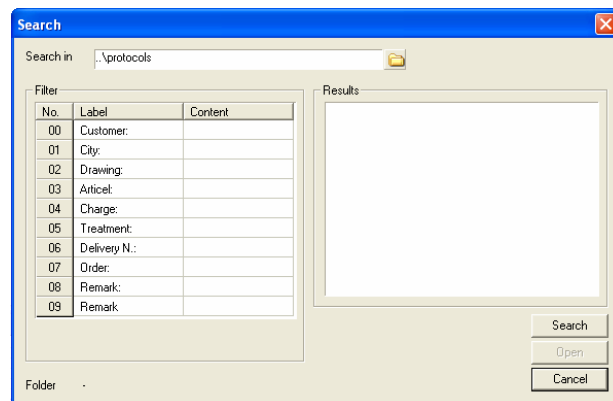 Search
Search in ..\protocols
Filter
Results
No. Label Content
00 Customer:
01 City:
02 Drawing:
03 Articel:
04 Charge:
05 Treatment:
06 Delivery N.:
07 Order:
08 Remark:
09 Remark
Search
Open
Cancel
Folder -